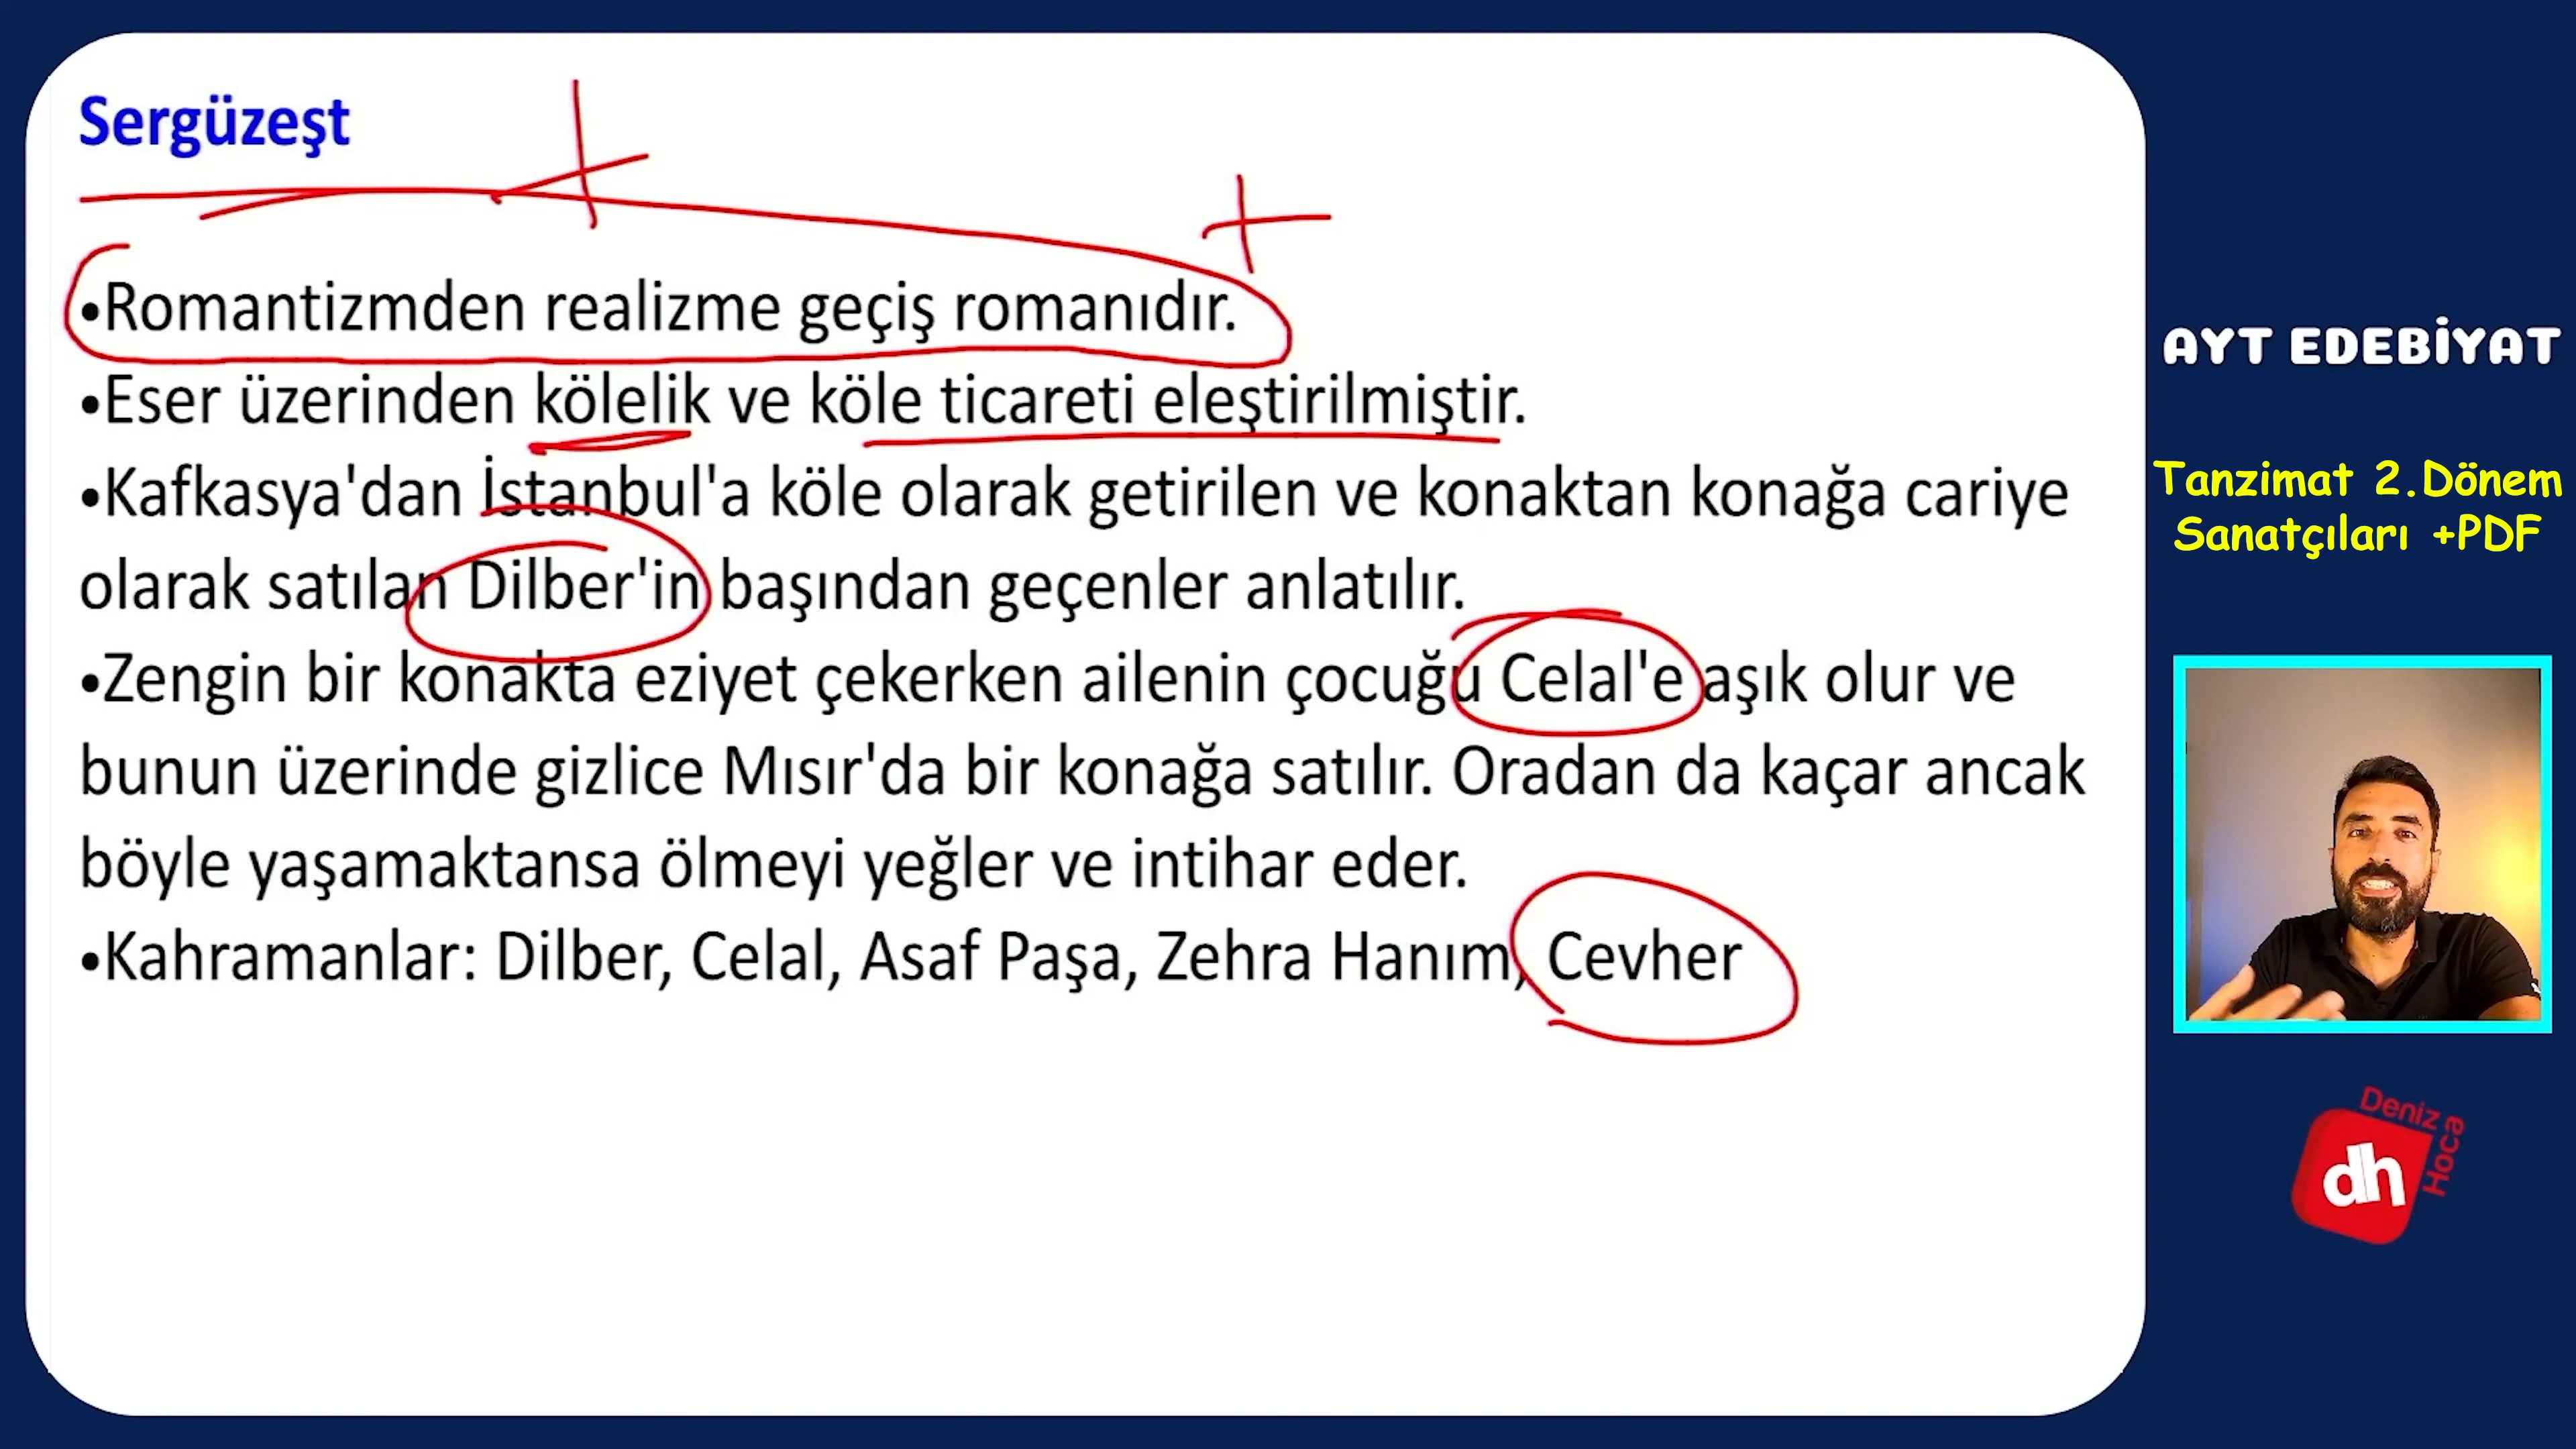 Sergüzeşt
•Romantizmden realizme geçiş romanıdır.
•Eser üzerinden kölelik ve köle ticareti eleştirilmiştir.
•Kafkasya'dan İstanbul'a köle olarak getirilen ve konaktan konağa cariye
olarak satılan Dilber'in başından geçenler anlatılır.
•Zengin bir konakta eziyet çekerken ailenin çocuğu Celal'e aşık olur ve
bunun üzerinde gizlice Mısır'da bir konağa satılır. Oradan da kaçar ancak
böyle yaşamaktansa ölmeyi yeğler ve intihar eder.
•Kahramanlar: Dilber, Celal, Asaf Paşa, Zehra Hanım, Cevher
AYT EDEBİYAT
Tanzimat 2.Dönem
Sanatçıları +PDF
Deniz Hoca
dh